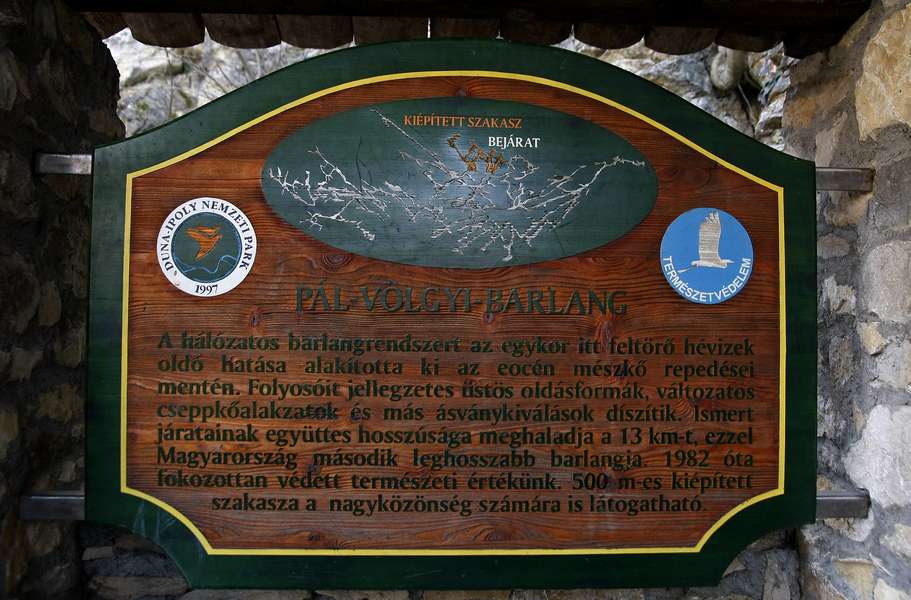 KIÉPÍTETT SZAKASZ
BEJÁRAT
DUNA-IPOLY NEMZETI PARK
1997
TERMÉSZETVÉDELEM
PÁL-VÖLGYI-BARLANG
A hálózatos barlangrendszert az egykor itt feltörő hévizek
oldó hatása alakította ki az eocén mészkő repedései
mentén. Folyosóit jellegzetes üstös oldásformák, változatos
cseppkőalakzatok és más ásványkiválások díszítik. Ismert
járatainak együttes hosszúsága meghaladja a 13 km-t, ezzel
Magyarország második leghosszabb barlangja. 1982 óta
fokozottan védett természeti értékünk. 500 m-es kiépített
szakasza a nagyközönség számára is látogatható.